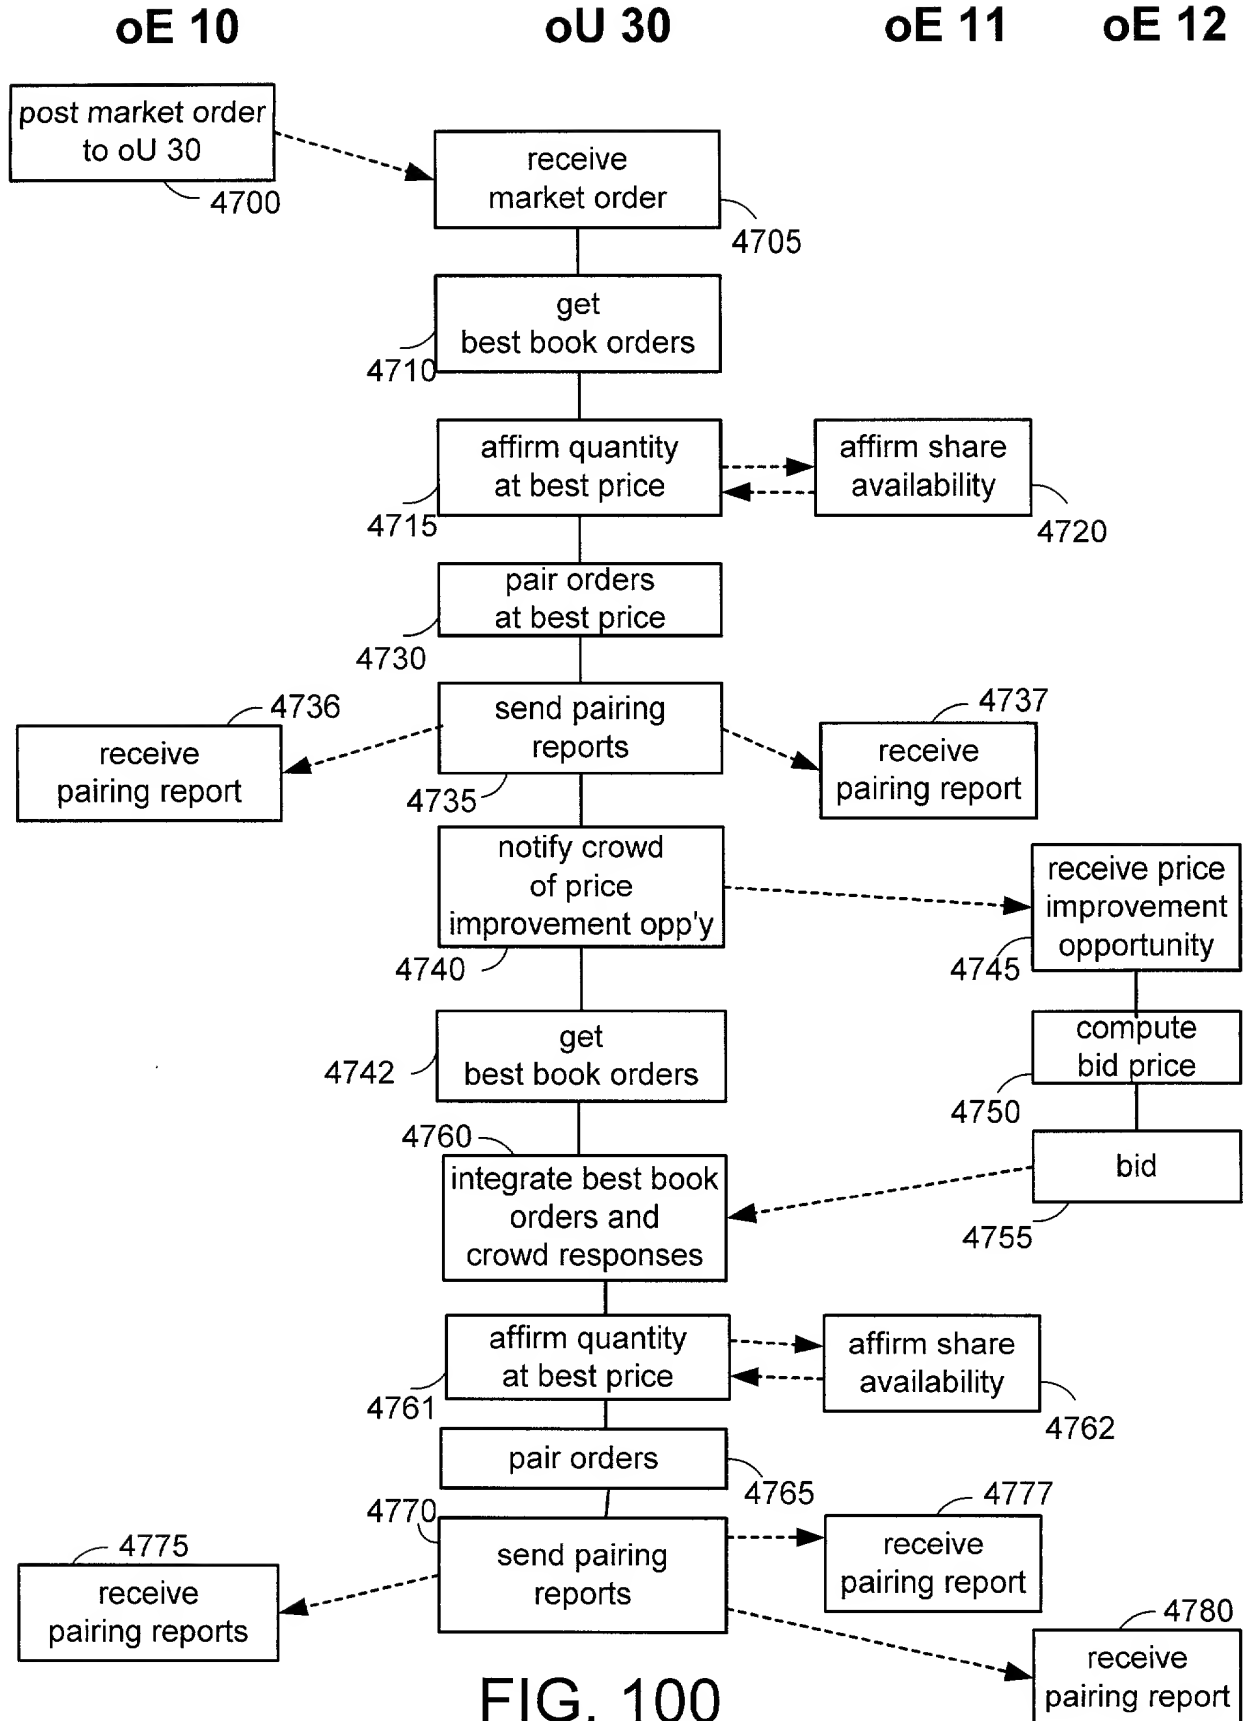 oE 10 oU 30 oE 11 oE 12
post market order
to oU 30
4700
receive
market order
4705
get
best book orders
4710
affirm quantity
at best price
4715
affirm share
availability
4720
pair orders
at best price
4730
send pairing
reports
4735
4736
receive
pairing report
4737
receive
pairing report
notify crowd
of price
improvement opp'y
4740
receive price
improvement
opportunity
4745
get
best book orders
4742
compute
bid price
4750
bid
4755
4760
integrate best book
orders and
crowd responses
affirm quantity
at best price
4761
affirm share
availability
4762
pair orders
4765
4770
send pairing
reports
4777
receive
pairing report
4775
receive
pairing reports
4780
receive
pairing report
FIG. 100